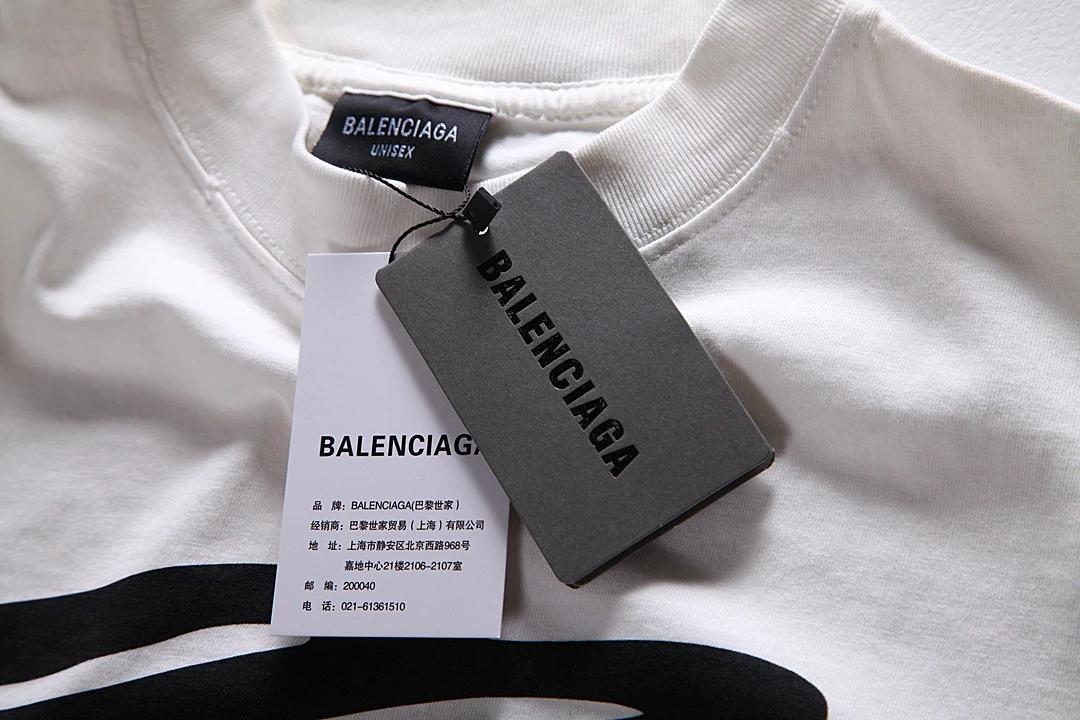 BALENCIAGA
UNISEX
BALENCIAGA
BALENCIAGA
品 牌：BALENCIAGA(巴黎世家）
经销商：巴黎世家贸易（上海）有限公司
地 址：上海市静安区北京西路968号
嘉地中心21楼2106-2107室
邮 编：200040
电 话：021-61361510